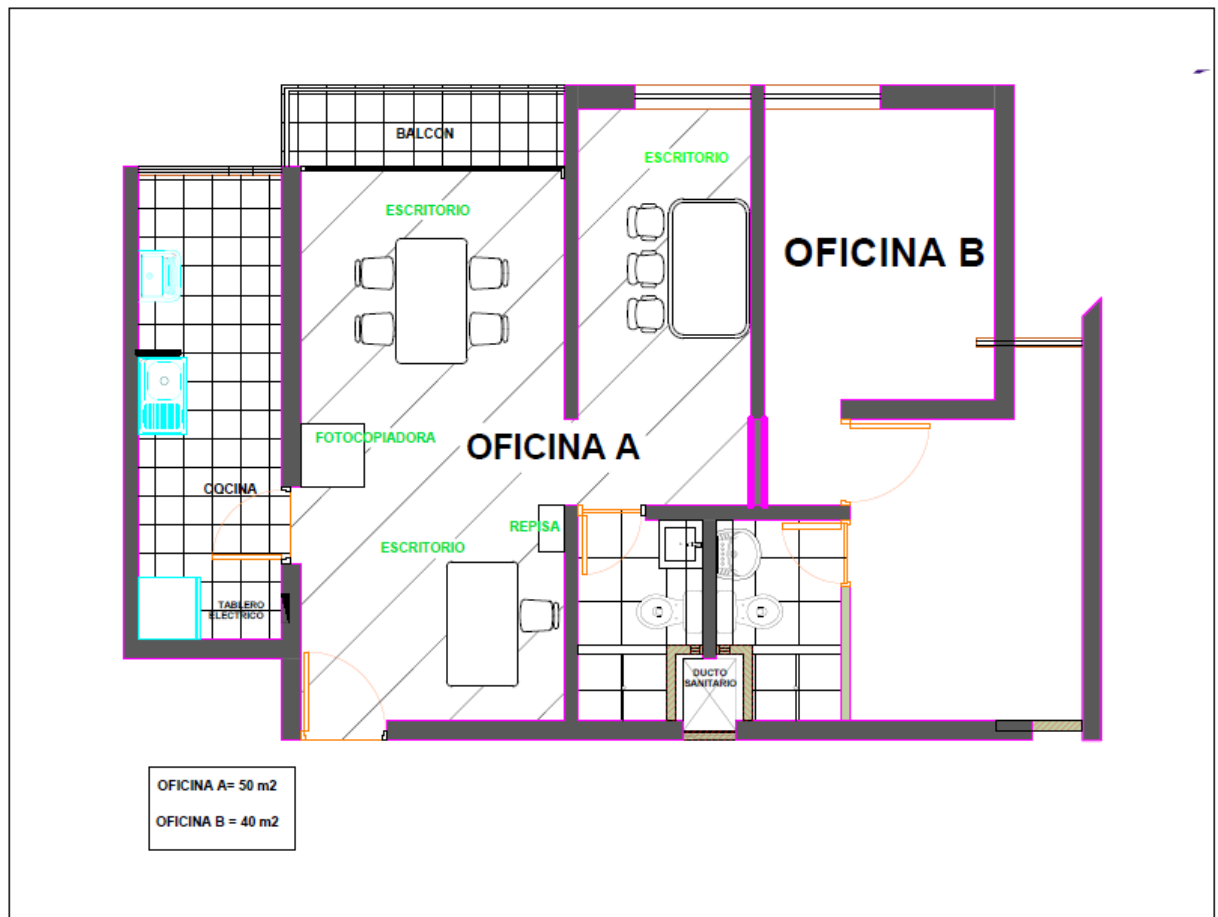 BALCON
ESCRITORIO
ESCRITORIO
OFICINA B
FOTOCOPIADORA
OFICINA A
COCINA
REPISA
ESCRITORIO
TABLERO
ELECTRICO
DUCTO
SANITARIO
OFICINA A= 50 m2
OFICINA B = 40 m2